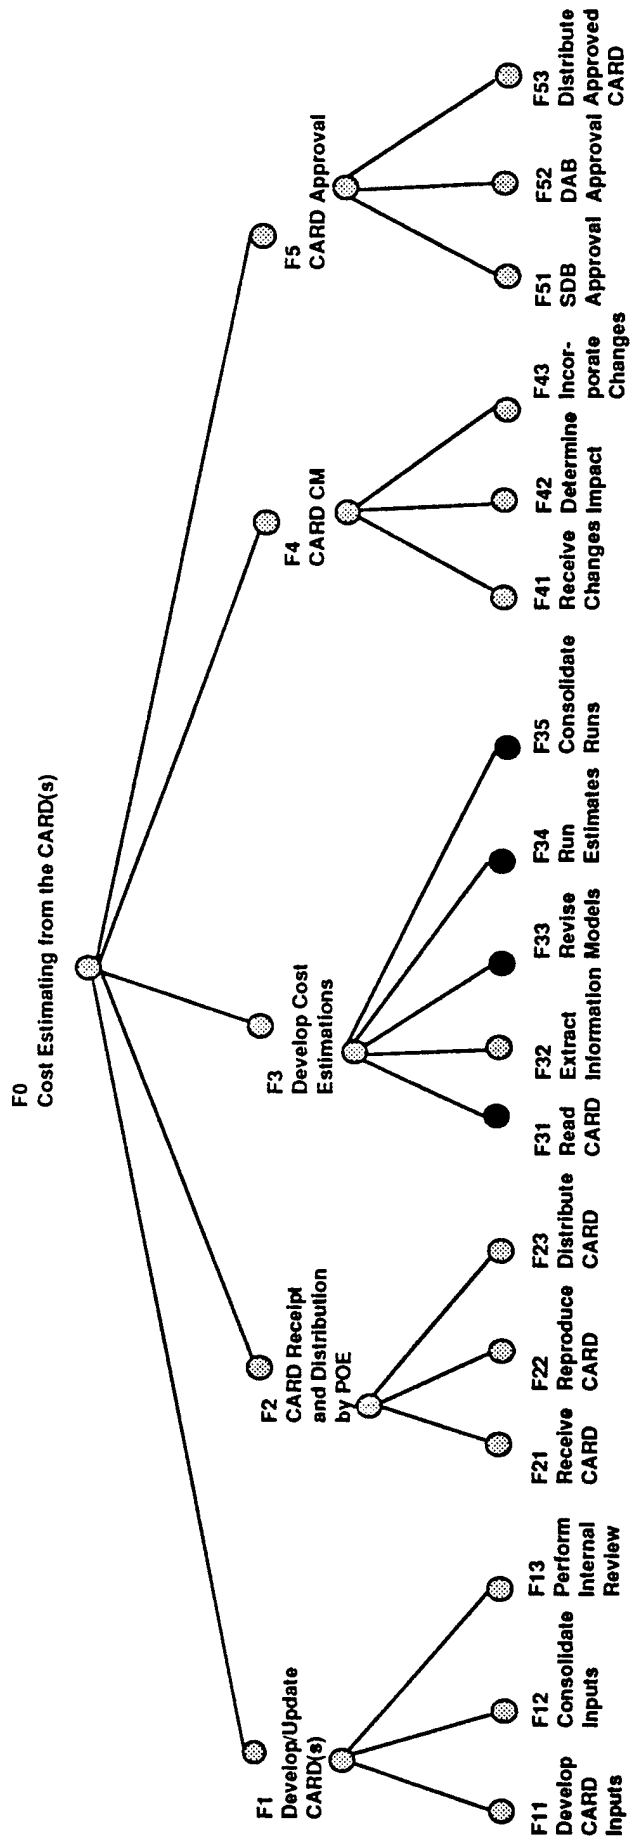 F0
Cost Estimating from the CARD(s)
F1
Develop/Update
CARD(s)
F2
CARD Receipt
and Distribution
by POE
F3
Develop Cost
Estimations
F4
CARD CM
F5
CARD Approval
F11
Develop
CARD
Inputs
F12
Consolidate
Inputs
F13
Perform
Internal
Review
F21
Receive
CARD
F22
Reproduce
CARD
F23
Distribute
CARD
F31
Read
CARD
F32
Extract
Information
F33
Revise
Models
F34
Run
Estimates
F35
Consolidate
Runs
F41
Receive
Changes
F42
Determine
Impact
F43
Incor-
porate
Changes
F51
SDB
Approval
F52
DAB
Approval
F53
Distribute
Approved
CARD